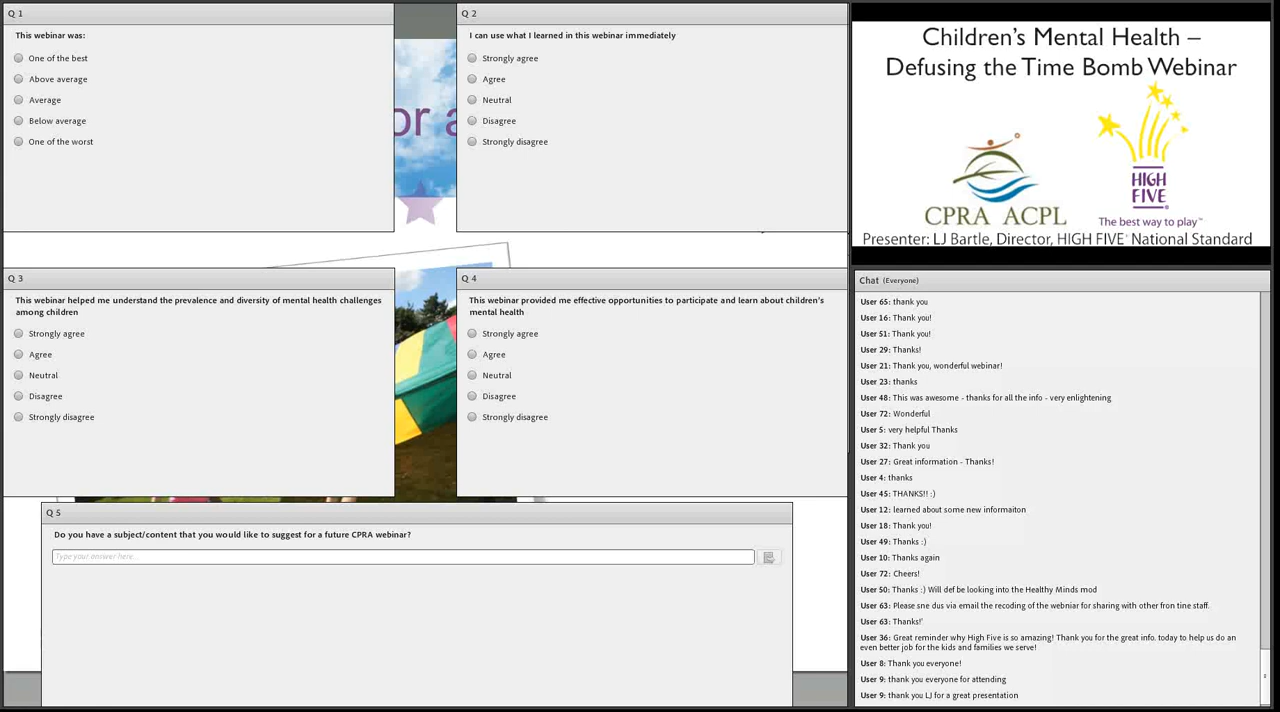 Q 1
This webinar was:
One of the best
Above average
Average
Below average
One of the worst
or a
Q 2
I can use what I learned in this webinar immediately
Strongly agree
Agree
Neutral
Disagree
Strongly disagree
Q 3
This webinar helped me understand the prevalence and diversity of mental health challenges
among children
Strongly agree
Agree
Neutral
Disagree
Strongly disagree
Q 4
This webinar provided me effective opportunities to participate and learn about children's
mental health
Strongly agree
Agree
Neutral
Disagree
Strongly disagree
Q 5
Do you have a subject/content that you would like to suggest for a future CPRA webinar?
Type your answer here...
Children's Mental Health –
Defusing the Time Bomb Webinar
CPRA ACPL
HIGH
FIVE®
The best way to play™
Presenter: LJ Bartle, Director, HIGH FIVE® National Standard
Chat (Everyone)
User 65: thank you
User 16: Thank you!
User 51: Thank you!
User 29: Thanks!
User 21: Thank you, wonderful webinar!
User 23: thanks
User 48: This was awesome - thanks for all the info - very enlightening
User 72: Wonderful
User 5: very helpful Thanks
User 32: Thank you
User 27: Great information - Thanks!
User 4: thanks
User 45: THANKS!! :)
User 12: learned about some new informaiton
User 18: Thank you!
User 49: Thanks :)
User 10: Thanks again
User 72: Cheers!
User 50: Thanks :) Will def be looking into the Healthy Minds mod
User 63: Please sne dus via email the recoding of the webniar for sharing with other fron tine staff.
User 63: Thanks!'
User 36: Great reminder why High Five is so amazing! Thank you for the great info. today to help us do an
even better job for the kids and families we serve!
User 8: Thank you everyone!
User 9: thank you everyone for attending
User 9: thank you LJ for a great presentation